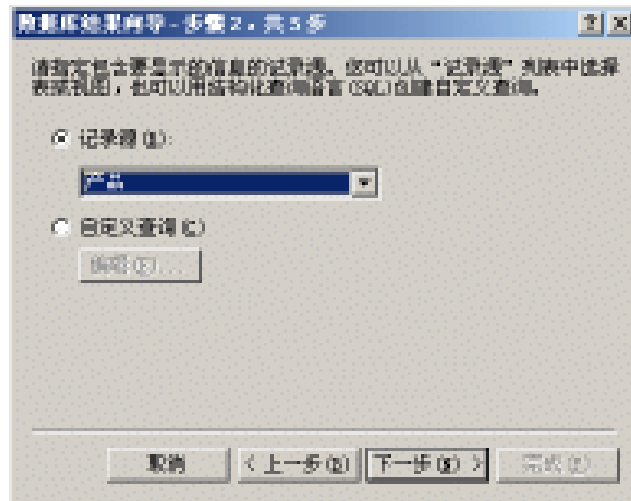 数据库结果向导 - 步骤 2，共 5 步
请指定包含要显示的信息的记录源。您可以从“记录源”列表中选择
表或视图，也可以用结构化查询语言(SQL)创建自定义查询。
记录源(R):
产品
自定义查询(C)
编辑(E)...
取消
< 上一步(B)
下一步(N) >
完成(F)